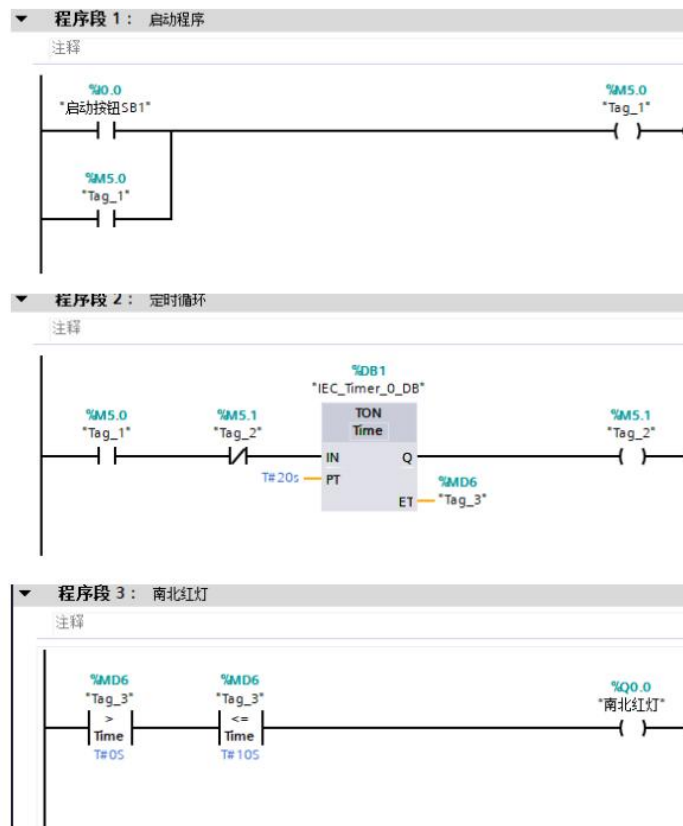 程序段 1： 启动程序
注释
%I0.0
"启动按钮SB1"
%M5.0
"Tag_1"
%M5.0
"Tag_1"
程序段 2： 定时循环
注释
%DB1
"IEC_Timer_0_DB"
TON
Time
%M5.0
"Tag_1"
%M5.1
"Tag_2"
%M5.1
"Tag_2"
IN
Q
T#20s
PT
%MD6
ET
"Tag_3"
程序段 3： 南北红灯
注释
%MD6
"Tag_3"
>
Time
T#0S
%MD6
"Tag_3"
<=
Time
T#10S
%Q0.0
"南北红灯"